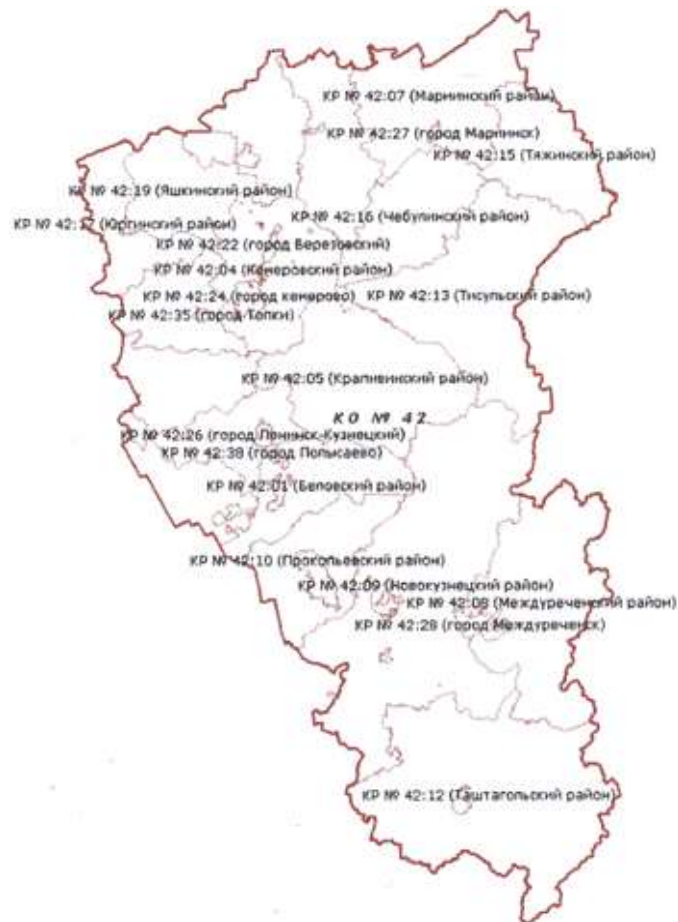 КР № 42:07 (Мариинский район)
КР № 42:27 (город Мариинск)
КР № 42:15 (Тяжинский район)
КР № 42:19 (Яшкинский район)
КР № 42:16 (Чебулинский район)
КР № 42:17 (Юргинский район)
КР № 42:22 (город Березовский)
КР № 42:04 (Кемеровский район)
КР № 42:24 (город кемерово)
КР № 42:13 (Тисульский район)
КР № 42:35 (город Топки)
КР № 42:05 (Крапивинский район)
КО № 42
КР № 42:26 (город Ленинск-Кузнецкий)
КР № 42:38 (город Полысаево)
КР № 42:01 (Беловский район)
КР № 42:10 (Прокопьевский район)
КР № 42:09 (Новокузнецкий район)
КР № 42:08 (Междуреченский район)
КР № 42:28 (город Междуреченск)
КР № 42:12 (Таштагольский район)